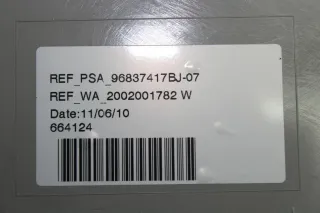 REF_PSA_96837417BJ-07
REF_WA_2002001782 W
Date:11/06/10
664124